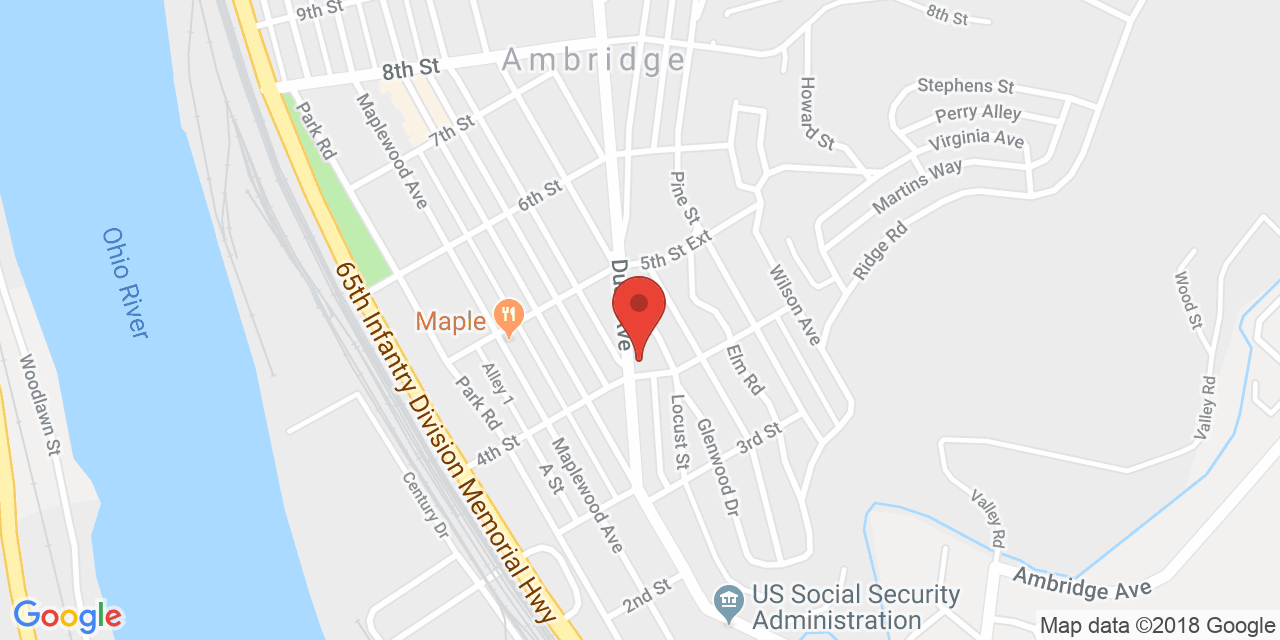 9th St
8th St
Ambridge
8th St
Stephens St
Perry Alley
Virginia Ave
Martins Way
Howard St
Park Rd
Maplewood Ave
7th St
6th St
Pine St
5th St Ext
Ridge Rd
Wilson Ave
Ohio River
65th Infantry Division Memorial Hwy
Maple
Wood St
Woodlawn St
Alley 1
Park Rd
Elm Rd
Valley Rd
4th St
A St
Maplewood Ave
Locust St
Glenwood Dr
3rd St
Century Dr
Valley Rd
2nd St
US Social Security
Administration
Ambridge Ave
Google
Map data ©2018 Google